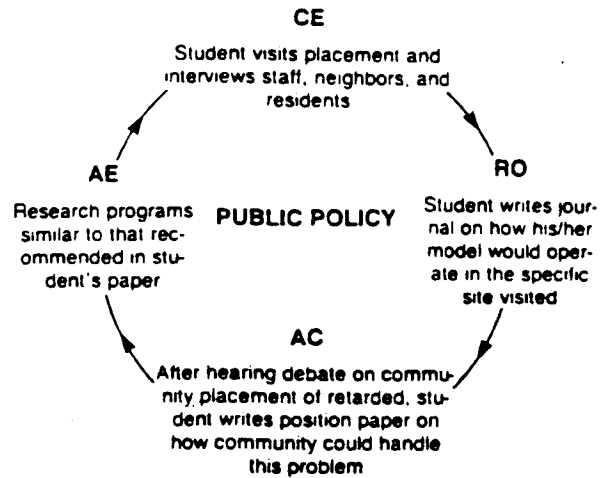 CE
Student visits placement and
interviews staff, neighbors, and
residents
RO
Student writes jour-
nal on how his/her
model would oper-
ate in the specific
site visited
AC
After hearing debate on commu-
nity placement of retarded, stu-
dent writes position paper on
how community could handle
this problem
AE
Research programs
similar to that rec-
ommended in stu-
dent's paper
PUBLIC POLICY